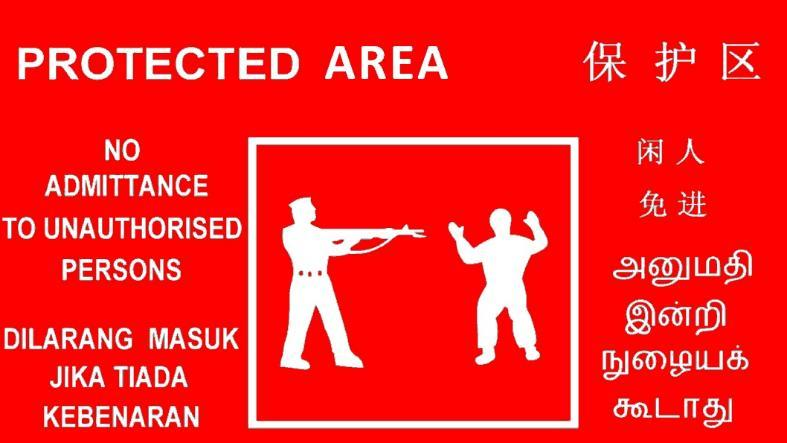 PROTECTED AREA
保护区
NO
ADMITTANCE
TO UNAUTHORISED
PERSONS
DILARANG MASUK
JIKA TIADA
KEBENARAN
闲人
免进
அனுமதி
இன்றி
நுழையக்
கூடாது